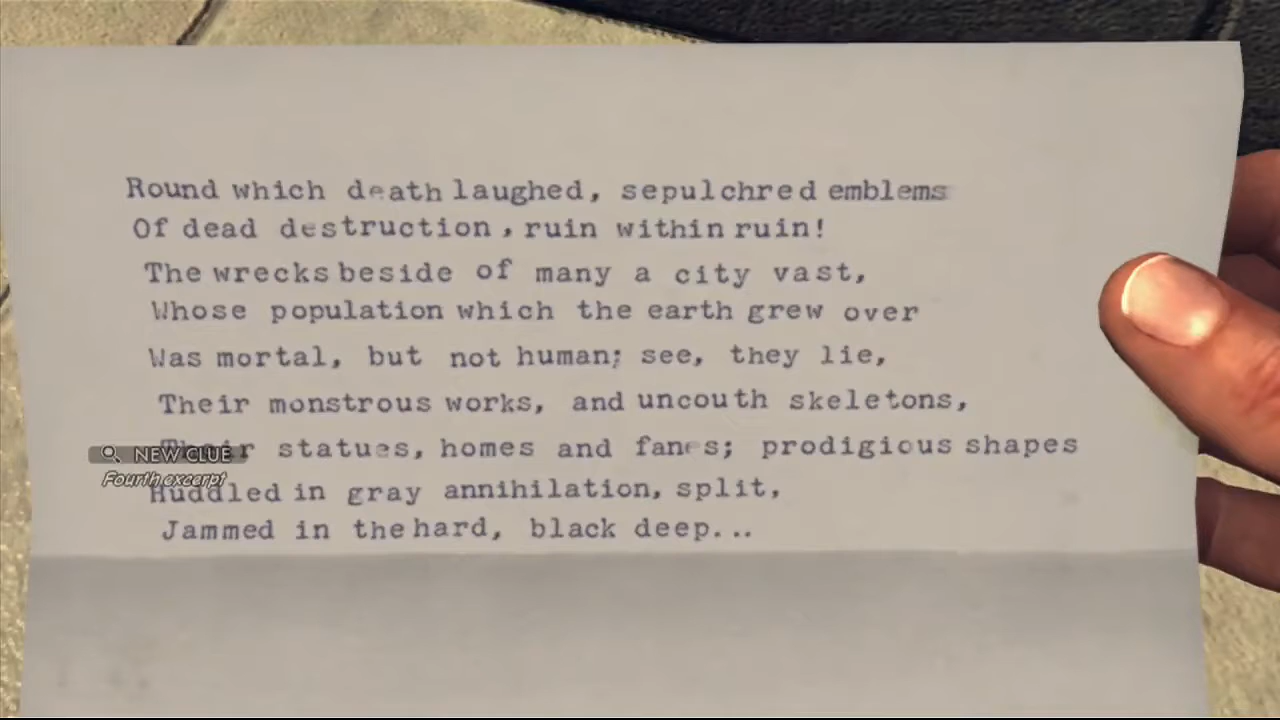 Round which death laughed, sepulchred emblems
Of dead destruction, ruin within ruin!
The wrecks beside of many a city vast,
Whose population which the earth grew over
Was mortal, but not human; see, they lie,
Their monstrous works, and uncouth skeletons,
Their statues, homes and fanes; prodigious shapes
NEW CLUE
Fourth excerpt
Huddled in gray annihilation, split,
Jammed in the hard, black deep...